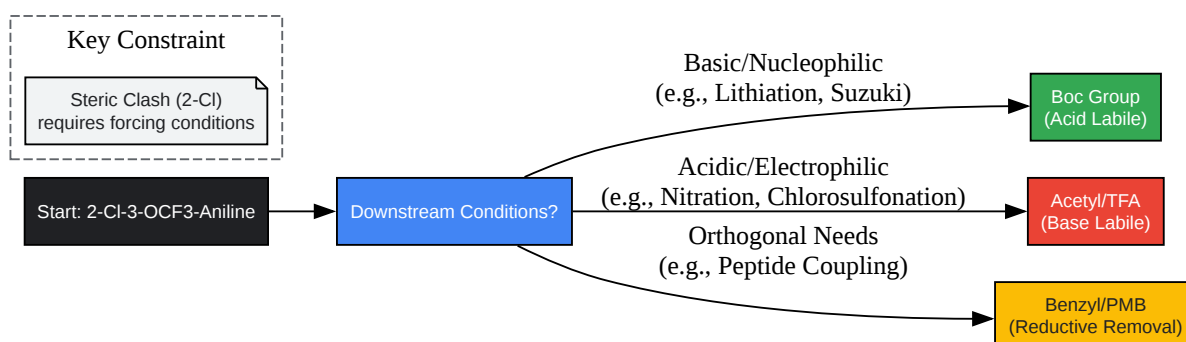 Key Constraint
Steric Clash (2-Cl)
requires forcing conditions
Start: 2-Cl-3-OCF3-Aniline
Downstream Conditions?
Basic/Nucleophilic
(e.g., Lithiation, Suzuki)
Boc Group
(Acid Labile)
Acidic/Electrophilic
(e.g., Nitration, Chlorosulfonation)
Acetyl/TFA
(Base Labile)
Orthogonal Needs
(e.g., Peptide Coupling)
Benzyl/PMB
(Reductive Removal)